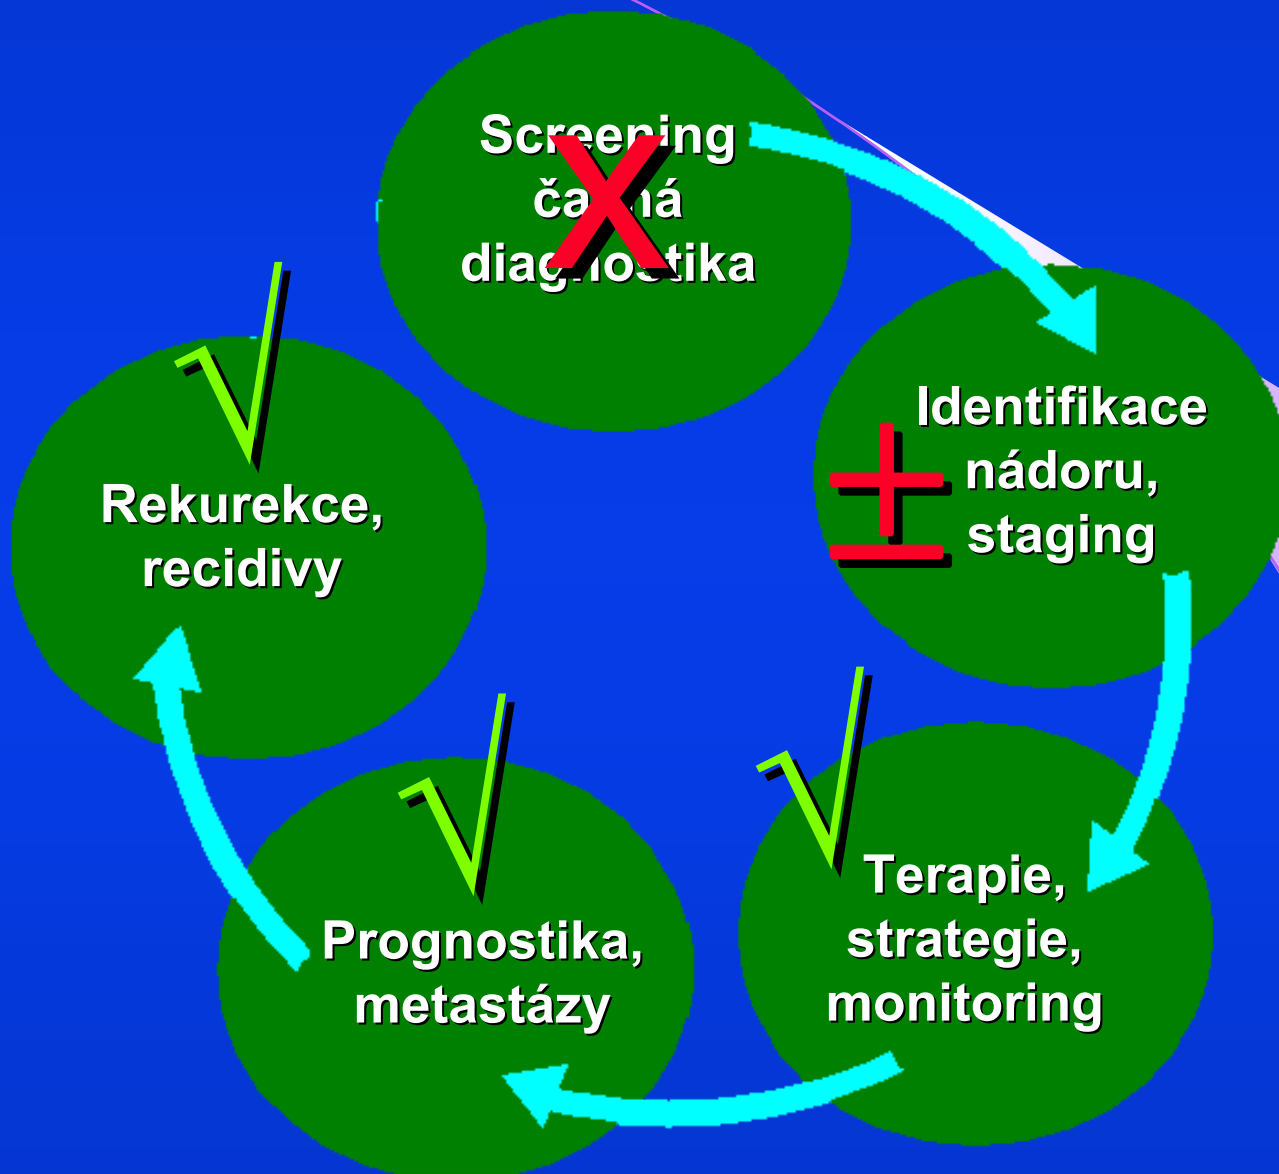 Screening
diagnostika
X
Identifikace
nádoru,
staging
±
Terapie,
strategie,
monitoring
√
Prognostika,
metastázy
√
Rekurekce,
recidivy
√